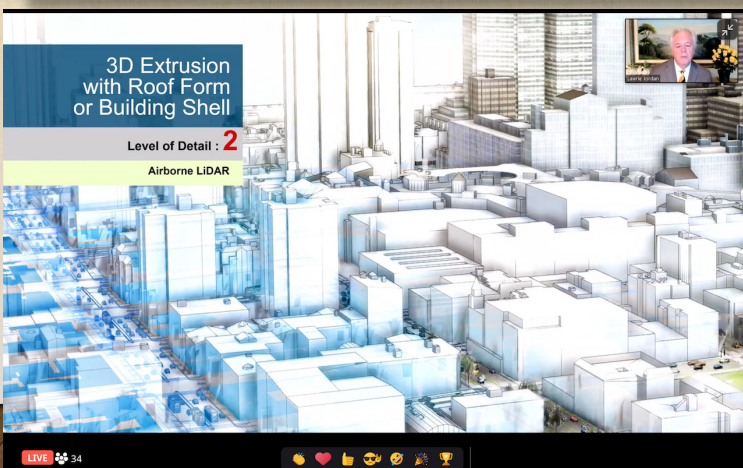 3D Extrusion
with Roof Form
or Building Shell
Level of Detail : 2
Airborne LiDAR
Lawrie Jordan
LIVE 34